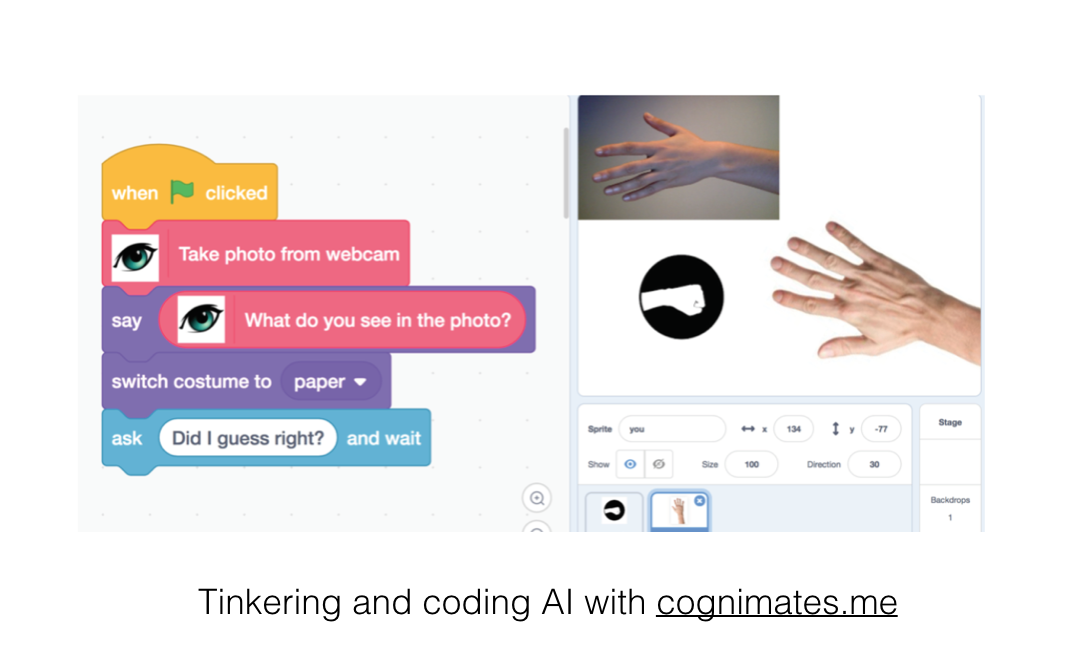 when clicked
Take photo from webcam
say What do you see in the photo?
switch costume to paper
ask Did I guess right? and wait
Sprite you x 134 y -77
Show Size 100 Direction 30
Stage
Backdrops
1
Tinkering and coding AI with cognimates.me